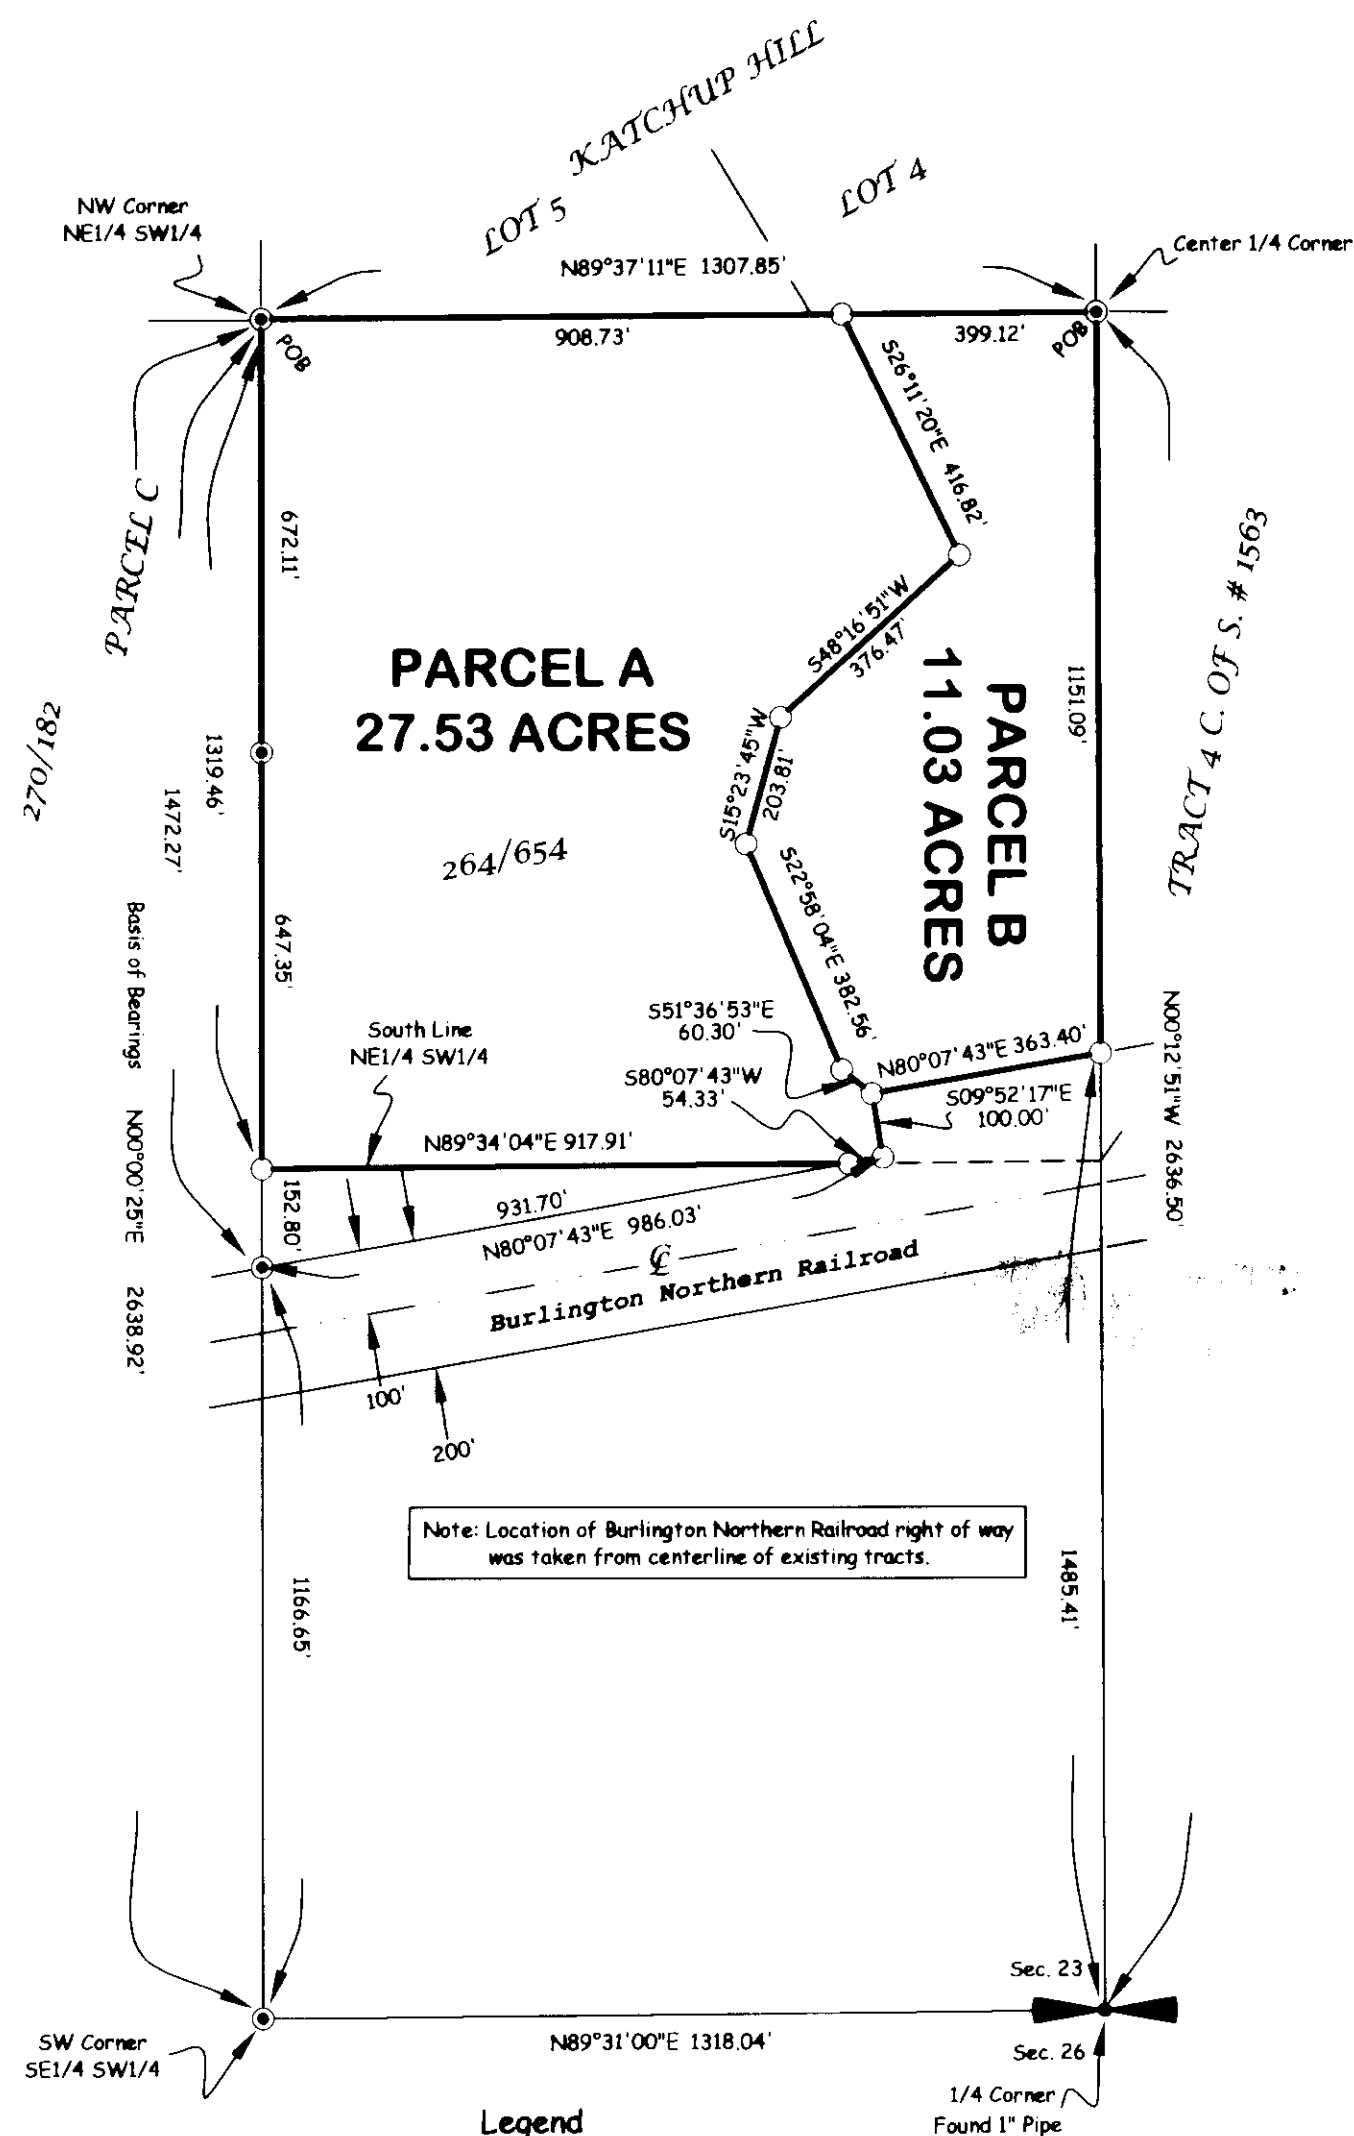 KATCHUP HILL
LOT 5
LOT 4
NW Corner
NE1/4 SW1/4
Center 1/4 Corner
N89°37'11"E 1307.85'
908.73'
399.12'
POB
POB
S26°11'20"E 416.82'
PARCEL C
672.11'
S48°16'51"W
376.47'
TRACT 4 C. OF S. # 1563
PARCEL A
27.53 ACRES
PARCEL B
11.03 ACRES
1151.09'
270/182
1319.46'
1472.27'
S15°23'45"W
203.81'
264/654
S22°58'04"E 382.56'
647.35'
Basis of Bearings N00°00'25"E 2638.92'
South Line
NE1/4 SW1/4
S51°36'53"E
60.30'
N80°07'43"E 363.40'
N00°12'51"W 2636.50'
S80°07'43"W
54.33'
S09°52'17"E
100.00'
N89°34'04"E 917.91'
152.80'
931.70'
N80°07'43"E 986.03'
CL
Burlington Northern Railroad
100'
200'
Note: Location of Burlington Northern Railroad right of way
was taken from centerline of existing tracts.
1166.65'
1485.41'
Sec. 23
N89°31'00"E 1318.04'
Sec. 26
SW Corner
SE1/4 SW1/4
1/4 Corner
Found 1" Pipe
Legend